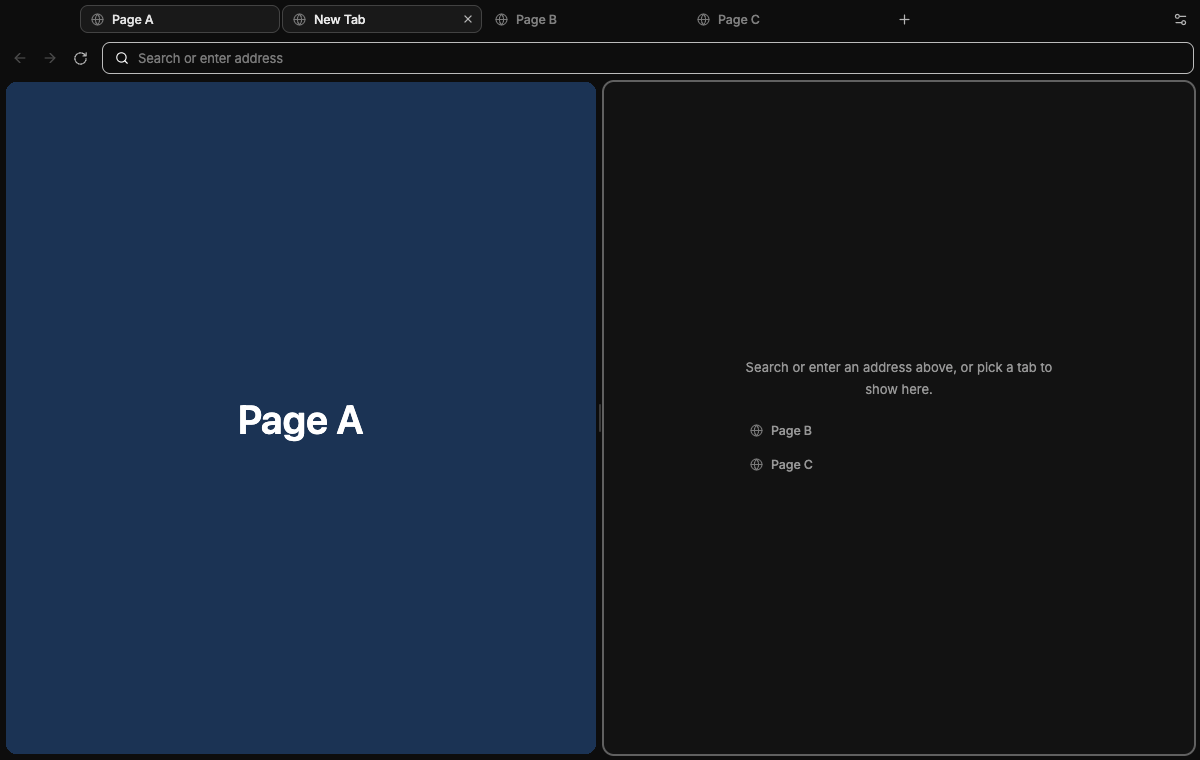 Page A
New Tab
Page B
Page C
Search or enter address
Page A
Search or enter an address above, or pick a tab to
show here.
Page B
Page C